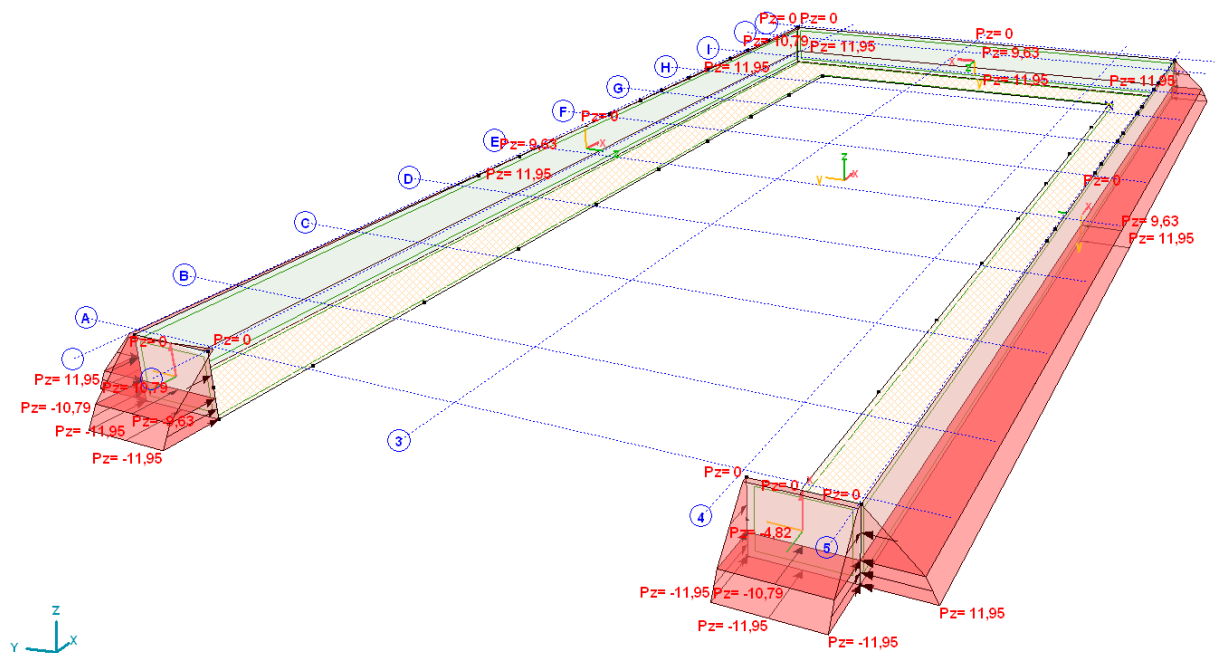 Pz= 0 Pz= 0
Pz= 0
10,79
Pz= 11,95
Pz= 9,63
I
x
y
H
Pz= 11,95
Pz= 11,95
Pz= 11,95
G
F
Pz= 0
E
Pz= 9,63
x
z
D
Pz= 11,95
z
y
x
Pz= 0
C
x
Pz= 9,63
Pz= 11,95
y
B
A
Pz= 0
Pz= 0
Pz= 11,95
10,79
Pz= -10,79
Pz= -9,63
Pz= -11,95
3
Pz= -11,95
Pz= 0
Pz= 0
Pz= 0
4
Pz= -4,82
5
Pz= -11,95
Pz= -10,79
Pz= 11,95
Pz= -11,95
Pz= -11,95
Z
Y
X